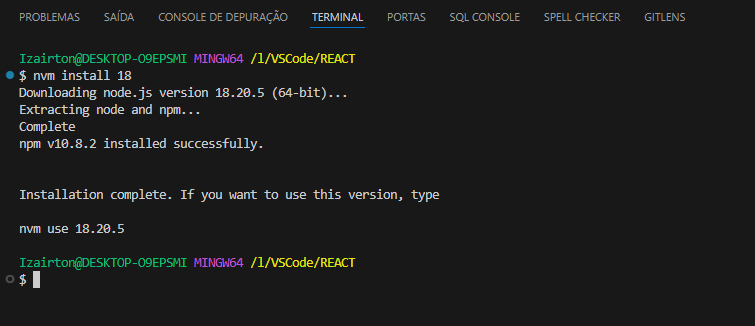 PROBLEMAS SAÍDA CONSOLE DE DEPURAÇÃO TERMINAL PORTAS SQL CONSOLE SPELL CHECKER GITLENS
Izairton@DESKTOP-O9EPSMI MINGW64 /l/VSCode/REACT
$ nvm install 18
Downloading node.js version 18.20.5 (64-bit)...
Extracting node and npm...
Complete
npm v10.8.2 installed successfully.
Installation complete. If you want to use this version, type
nvm use 18.20.5
Izairton@DESKTOP-O9EPSMI MINGW64 /l/VSCode/REACT
$